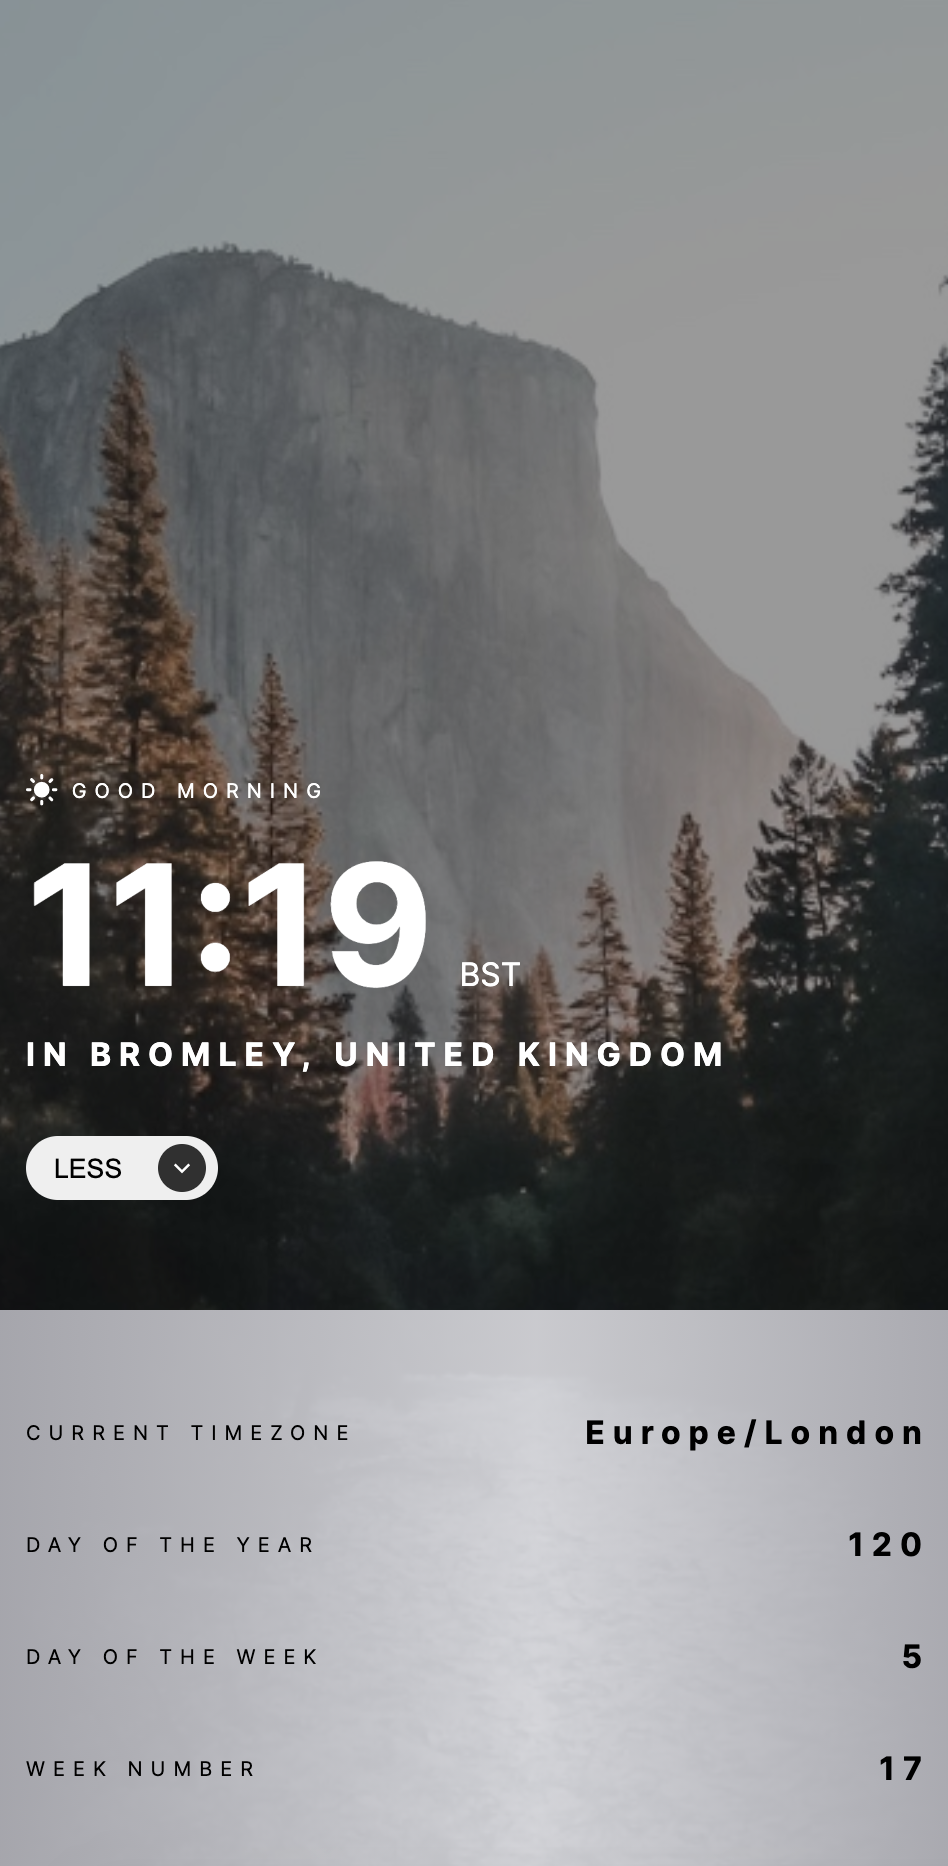 GOOD MORNING
11:19 BST
IN BROMLEY, UNITED KINGDOM
LESS
CURRENT TIMEZONE Europe/London
DAY OF THE YEAR 120
DAY OF THE WEEK 5
WEEK NUMBER 17